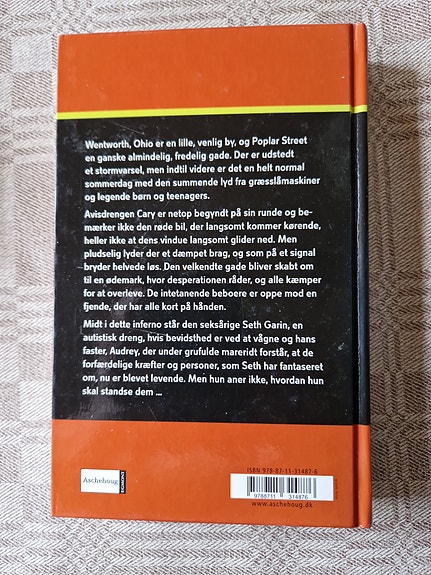 Wentworth, Ohio er en lille, venlig by, og Poplar Street
en ganske almindelig, fredelig gade. Der er udstedt
et stormvarsel, men indtil videre er det en helt normal
sommerdag med den summende lyd fra græsslåmaskiner
og legende børn og teenagers.
Avisdrengen Cary er netop begyndt på sin runde og be-
mærker ikke den røde bil, der langsomt kommer kørende,
heller ikke at dens vindue langsomt glider ned. Men
pludselig lyder der et dæmpet brag, og som på et signal
bryder helvede løs. Den velkendte gade bliver skabt om
til en ødemark, hvor desperationen råder, og alle kæmper
for at overleve. De intetanende beboere er oppe mod en
fjende, der har alle kort på hånden.
Midt i dette inferno står den seksårige Seth Garin, en
autistisk dreng, hvis bevidsthed er ved at vågne og hans
faster, Audrey, der under grufulde mareridt forstår, at de
forfærdelige kræfter og personer, som Seth har fantaseret
om, nu er blevet levende. Men hun aner ikke, hvordan hun
skal standse dem ...
Aschehoug
EGMONT
ISBN 978-87-11-31487-6
9788711 314876
www.aschehoug.dk